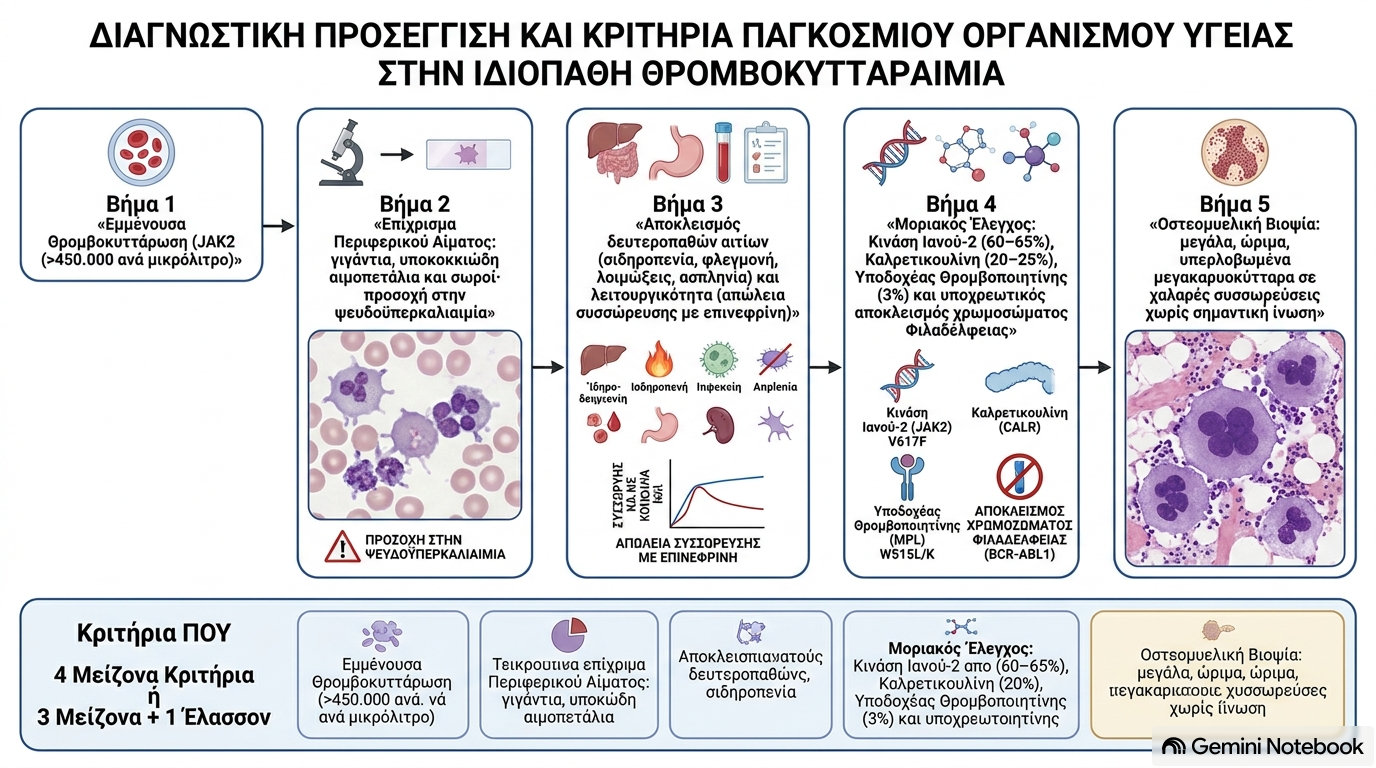 ΔΙΑΓΝΩΣΤΙΚΗ ΠΡΟΣΕΓΓΙΣΗ ΚΑΙ ΚΡΙΤΗΡΙΑ ΠΑΓΚΟΣΜΙΟΥ ΟΡΓΑΝΙΣΜΟΥ ΥΓΕΙΑΣ
ΣΤΗΝ ΙΔΙΟΠΑΘΗ ΘΡΟΜΒΟΚΥΤΤΑΡΑΙΜΙΑ
Βήμα 1
«Εμμένουσα
Θρομβοκυττάρωση (JAK2
(>450.000 ανά μικρόλιτρο)»
Βήμα 2
«Επίχρισμα
Περιφερικού Αίματος:
γιγάντια, υποκοκκιώδη
αιμοπετάλια και σωροί·
προσοχή στην
ψευδοϋπερκαλιαιμία»
ΠΡΟΣΟΧΗ ΣΤΗΝ
ΨΕΥΔΟΫΠΕΡΚΑΛΙΑΙΜΙΑ
Βήμα 3
«Αποκλεισμός
δευτεροπαθών αιτίων
(σιδηροπενία, φλεγμονή,
λοιμώξεις, ασπληνία) και
λειτουργικότητα (απώλεια
συσσώρευσης με επινεφρίνη)»
Ιοδηροπενή
Anplenia
ΑΠΩΛΕΙΑ ΣΥΣΣΩΡΕΥΣΗΣ
ΜΕ ΕΠΙΝΕΦΡΙΝΗ
Βήμα 4
«Μοριακός Έλεγχος:
Κινάση Ιανού-2 (60–65%),
Καλρετικουλίνη (20–25%),
Υποδοχέας Θρομβοποιητίνης
(3%) και υποχρεωτικός
αποκλεισμός χρωμοσώματος
Φιλαδέλφειας»
Κινάση
Ιανού-2 (JAK2)
V617F
Καλρετικουλίνη
(CALR)
Υποδοχέας
Θρομβοποιητίνης
(MPL)
W515L/K
ΑΠΟΚΛΕΙΣΜΟΣ
ΧΡΩΜΟΖΩΜΑΤΟΣ
ΦΙΛΑΔΕΛΦΕΙΑΣ
(BCR-ABL1)
Βήμα 5
«Οστεομυελική Βιοψία:
μεγάλα, ώριμα,
υπερλοβωμένα
μεγακαρυοκύτταρα σε
χαλαρές συσσωρεύσεις
χωρίς σημαντική ίνωση»
Κριτήρια ΠΟΥ
4 Μείζονα Κριτήρια
ή
3 Μείζονα + 1 Έλασσον
Εμμένουσα
Θρομβοκυττάρωση
(>450.000 ανά. νά
ανά μικρόλιτρο)
επίχριμα
Περιφερικού Αίματος:
γιγάντια, υποκώδη
αιμοπετάλια
δευτεροπαθώνς,
σιδηροπενία
Μοριακός Έλεγχος:
Κινάση Ιανού-2 απο (60–65%),
Καλρετικουλίνη (20%),
Υποδοχέας Θρομβοποιητίνης
(3%) και υποχρεωτοιητίνης
Οστεομυελική Βιοψία:
μεγάλα, ώριμα, ώριμα,
χυσσωρεύσες
χωρίς ίίνωση
Gemini Notebook